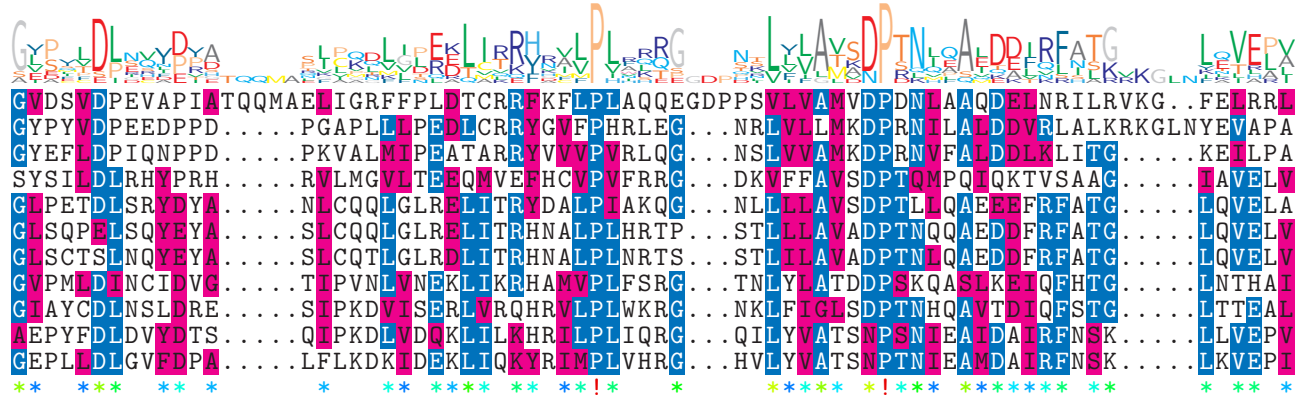 GVDSVDPEVAPIATQQMAELIGRFFPLDTCRRFKFLPLAQQEGDPPSVLVAMVDPDNLAAQDELNRILRVKG..FELRRL
GYPYVDPEEDPPD.....PGAPLLLPEDLCRRYGVFPHRLEG...NRLVLLMKDPRNILALDDVRLALKRKGLNYEVAPA
GYEFLDPIQNPPD.....PKVALMIPEATARRYVVVPVRLQG...NSLVVAMKDPRNVFALDDLKLITG.....KEILPA
SYSILDLRHYPRH.....RVLMGVLTEEQMVEFHCVPVFRRG...DKVFFAVSDPTQMPQIQKTVSAAG.....IAVELV
GLPETDLSRYDYA.....NLCQQLGLRELITRYDALPIAKQG...NLLLLAVSDPTLLQAEEEFRFATG.....LQVELA
GLSQPELSQYEYA.....SLCQQLGLRELITRHNALPLHRTP...STLLLAVADPTNQQAEDDFRFATG.....LQVELV
GLSCTSLNQYEYA.....SLCQTLGLRDLITRHNALPLNRTS...STLILAVADPTNLQAEDDFRFATG.....LQVELV
GVPMLDINCIDVG.....TIPVNLVNEKLIKRHAMVPLFSRG...TNLYLATDDPSKQASLKEIQFHTG.....LNTHAI
GIAYCDLNSLDRE.....SIPKDVISERLVRQHRVLPLWKRG...NKLFIGLSDPTNHQAVTDIQFSTG.....LTTEAL
AEPYFDLDVYDTS.....QIPKDLVDQKLILKHRILPLIQRG...QILYVATSNPSNIEAIDAIRFNSK.....LLVEPV
GEPLLDLGVFDPA.....LFLKDKIDEKLIQKYRIMPLVHRG...HVLYVATSNPTNIEAMDAIRFNSK.....LKVEPI